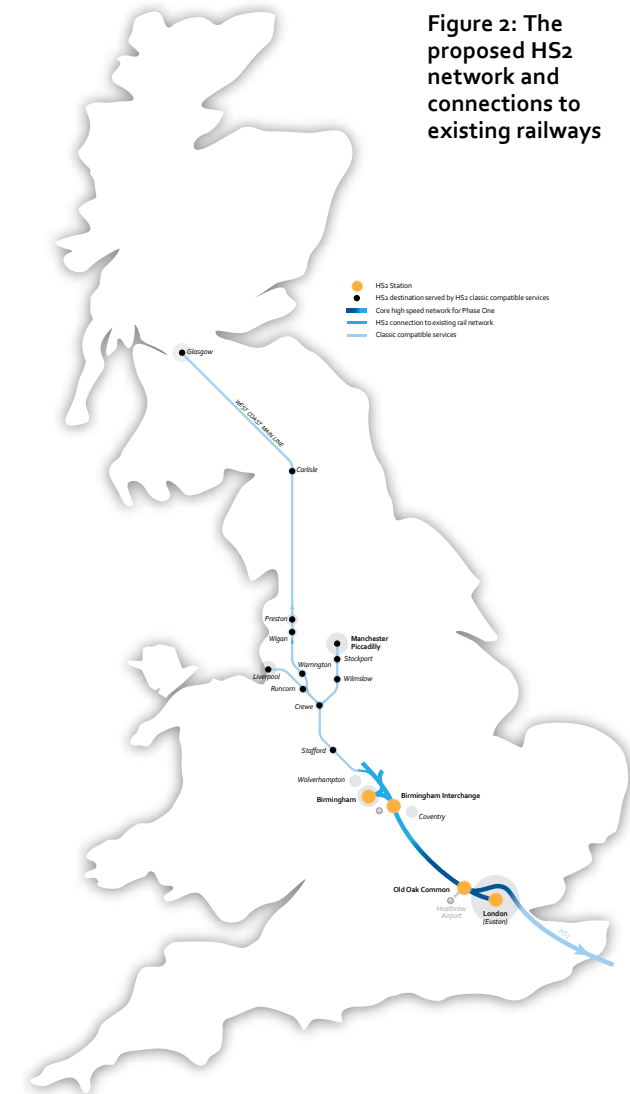 Figure 2: The
proposed HS2
network and
connections to
existing railways
HS2 Station
HS2 destination served by HS2 classic compatible services
Core high speed network for Phase One
HS2 connection to existing rail network
Classic compatible services
Glasgow
WEST COAST MAIN LINE
Carlisle
Preston
Wigan
Manchester
Piccadilly
Stockport
Warrington
Liverpool
Wilmslow
Runcorn
Crewe
Stafford
Wolverhampton
Birmingham
Birmingham Interchange
Coventry
Old Oak Common
Heathrow
Airport
London
(Euston)
HS1